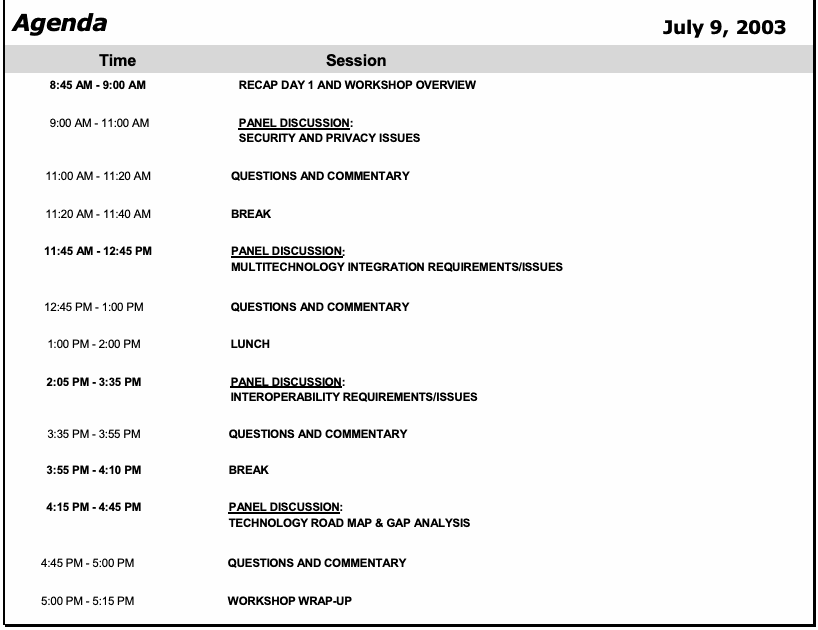 Agenda
July 9, 2003
Time Session
8:45 AM - 9:00 AM RECAP DAY 1 AND WORKSHOP OVERVIEW
9:00 AM - 11:00 AM PANEL DISCUSSION:
SECURITY AND PRIVACY ISSUES
11:00 AM - 11:20 AM QUESTIONS AND COMMENTARY
11:20 AM - 11:40 AM BREAK
11:45 AM - 12:45 PM PANEL DISCUSSION:
MULTITECHNOLOGY INTEGRATION REQUIREMENTS/ISSUES
12:45 PM - 1:00 PM QUESTIONS AND COMMENTARY
1:00 PM - 2:00 PM LUNCH
2:05 PM - 3:35 PM PANEL DISCUSSION:
INTEROPERABILITY REQUIREMENTS/ISSUES
3:35 PM - 3:55 PM QUESTIONS AND COMMENTARY
3:55 PM - 4:10 PM BREAK
4:15 PM - 4:45 PM PANEL DISCUSSION:
TECHNOLOGY ROAD MAP & GAP ANALYSIS
4:45 PM - 5:00 PM QUESTIONS AND COMMENTARY
5:00 PM - 5:15 PM WORKSHOP WRAP-UP